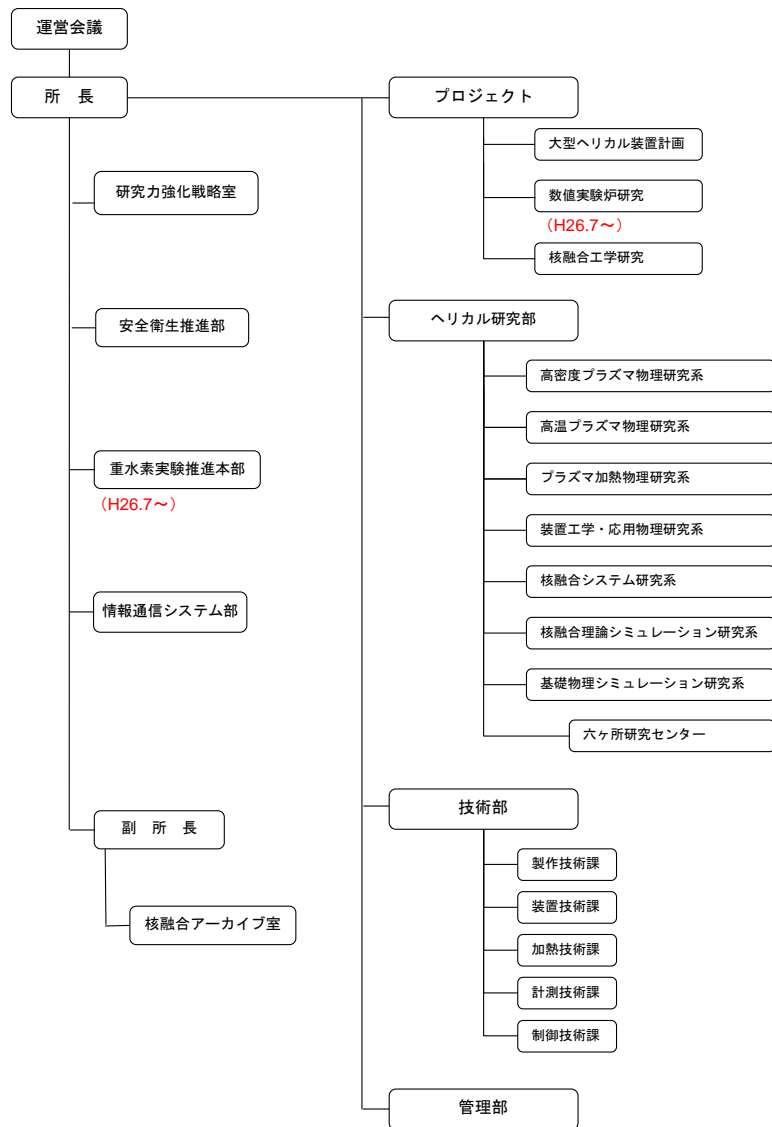 運営会議
所　長
研究力強化戦略室
安全衛生推進部
重水素実験推進本部
（H26.7～）
情報通信システム部
副　所　長
核融合アーカイブ室
プロジェクト
大型ヘリカル装置計画
数値実験炉研究
（H26.7～）
核融合工学研究
ヘリカル研究部
高密度プラズマ物理研究系
高温プラズマ物理研究系
プラズマ加熱物理研究系
装置工学・応用物理研究系
核融合システム研究系
核融合理論シミュレーション研究系
基礎物理シミュレーション研究系
六ヶ所研究センター
技術部
製作技術課
装置技術課
加熱技術課
計測技術課
制御技術課
管理部